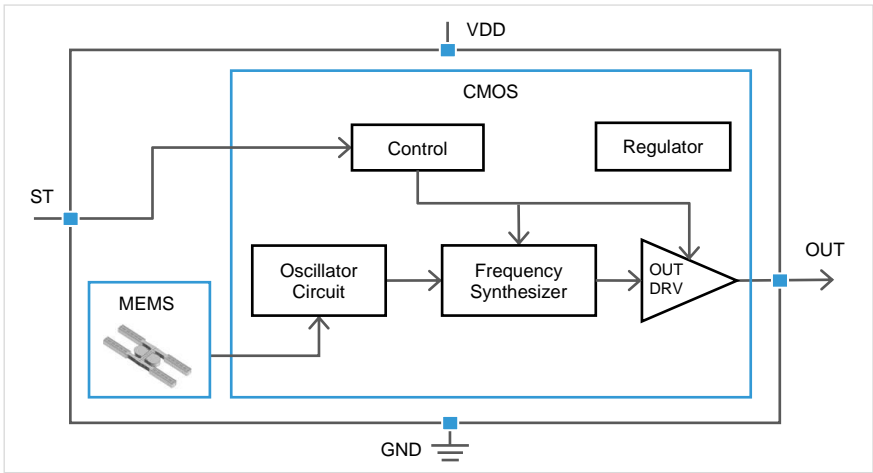 VDD
CMOS
Control
Regulator
ST
Oscillator
Circuit
Frequency
Synthesizer
OUT
DRV
OUT
MEMS
GND